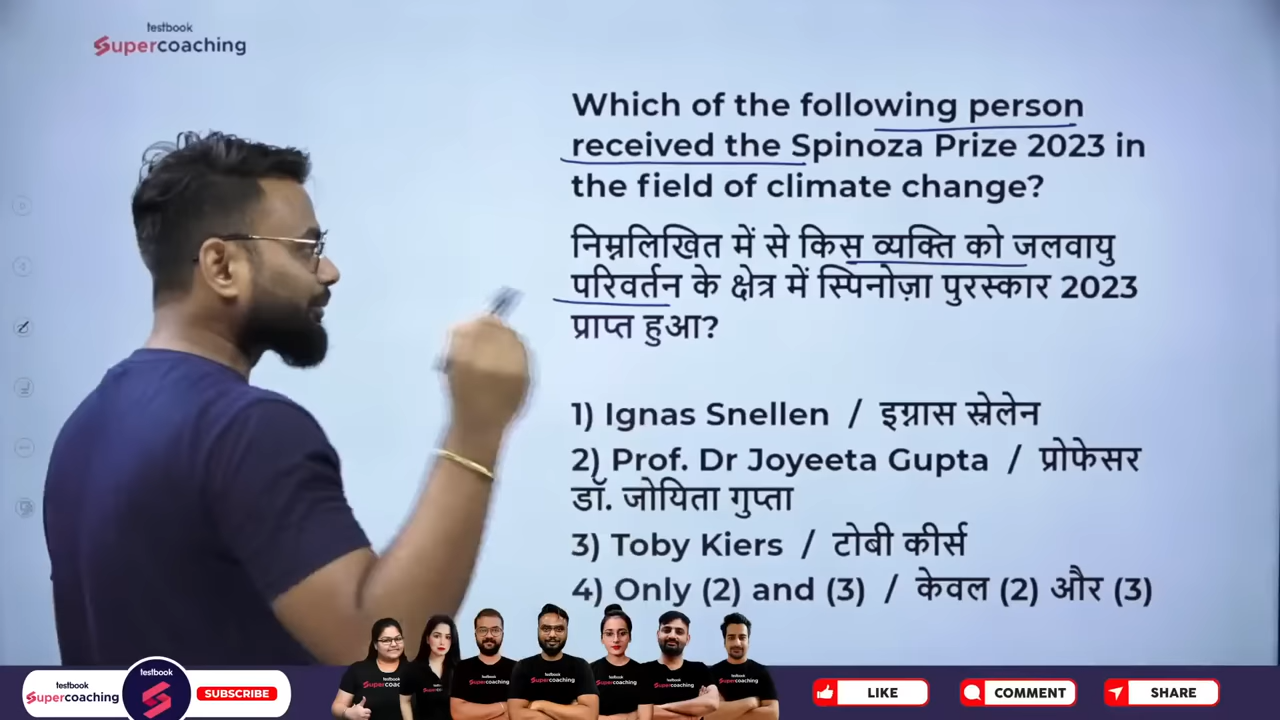 testbook
Supercoaching
Which of the following person
received the Spinoza Prize 2023 in
the field of climate change?
निम्नलिखित में से किस व्यक्ति को जलवायु
परिवर्तन के क्षेत्र में स्पिनोज़ा पुरस्कार 2023
प्राप्त हुआ?
1) Ignas Snellen / इग्नास स्नेलेन
2) Prof. Dr Joyeeta Gupta / प्रोफेसर
डॉ. जोयिता गुप्ता
3) Toby Kiers / टोबी कीर्स
4) Only (2) and (3) / केवल (2) और (3)
testbook
Supercoaching
testbook
SUBSCRIBE
LIKE
COMMENT
SHARE